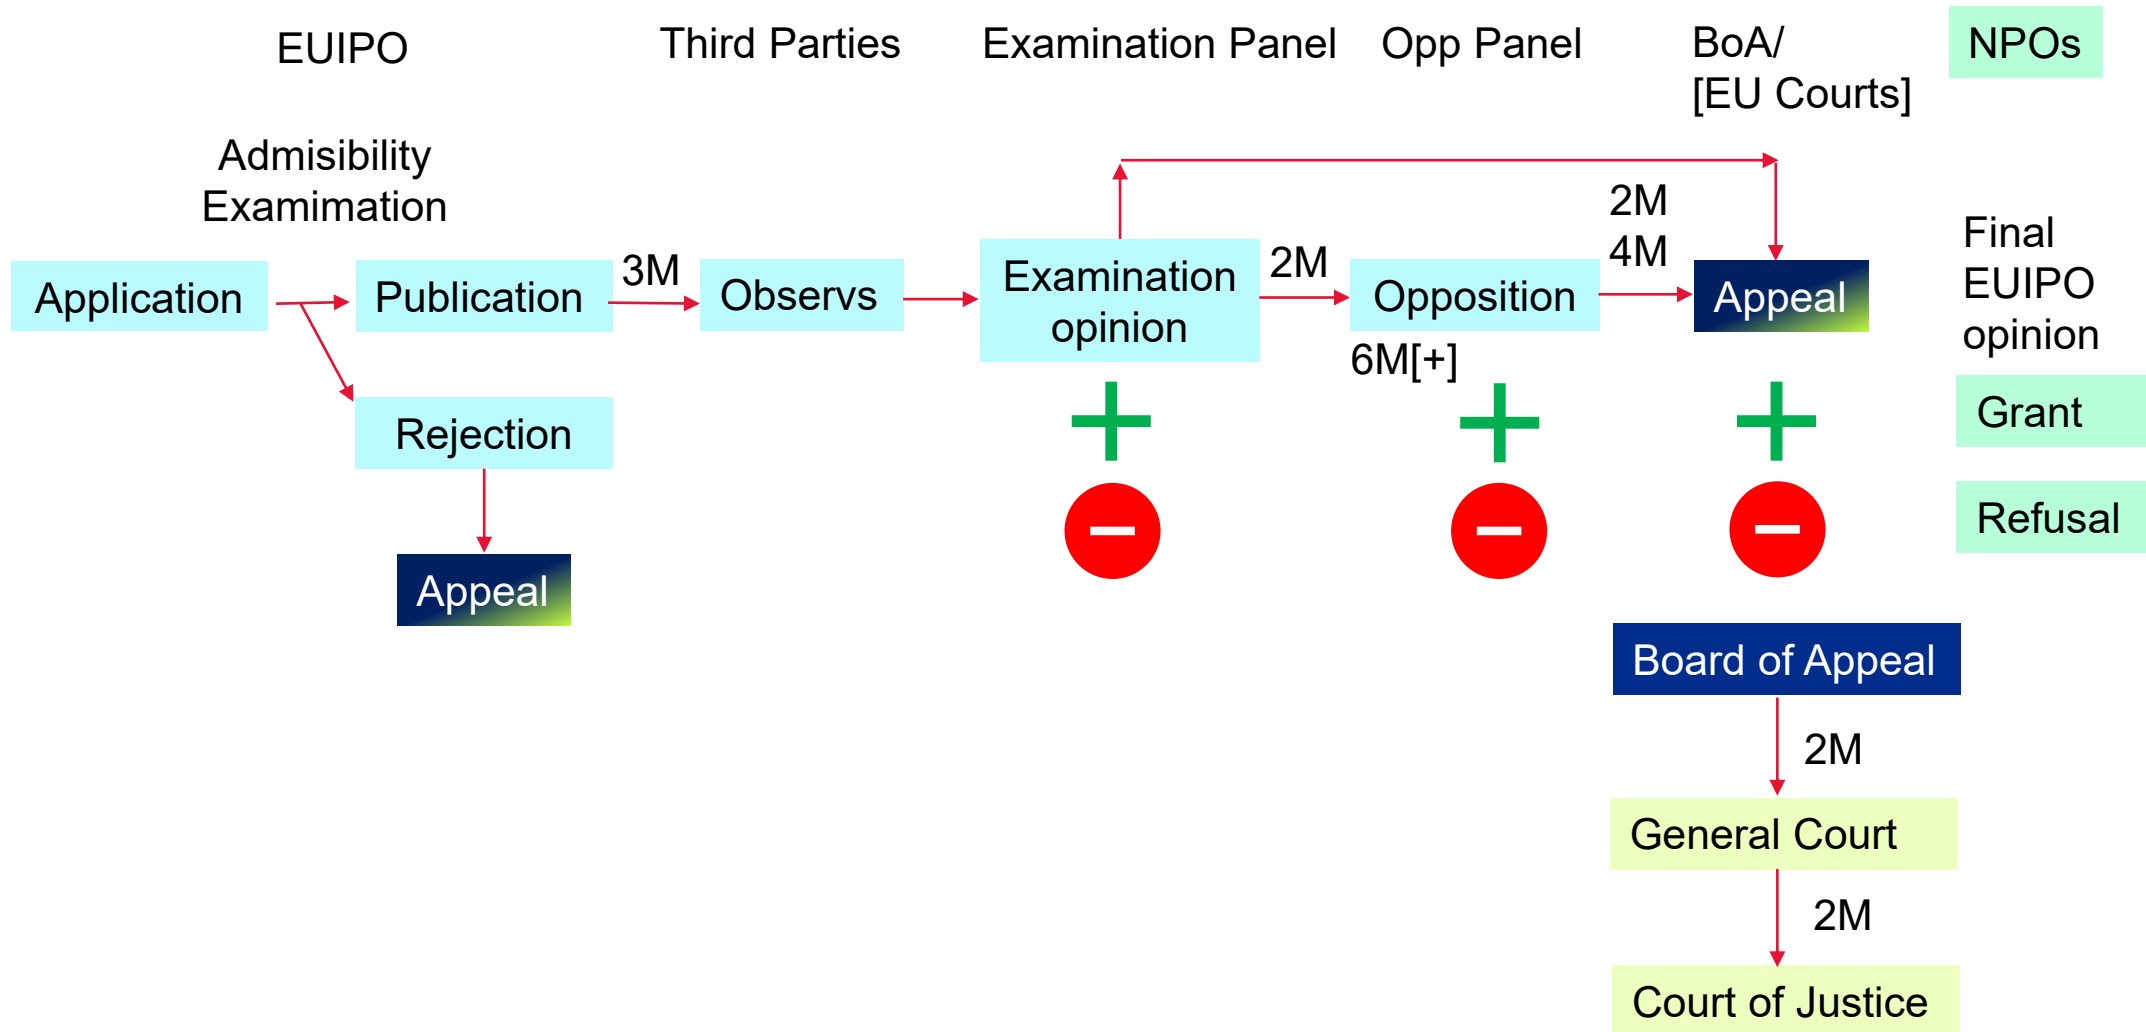 EUIPO
Third Parties
Examination Panel
Opp Panel
BoA/
[EU Courts]
NPOs
Admisibility
Examimation
Application
Publication
3M
Observs
Examination
opinion
2M
Opposition
6M[+]
2M
4M
Appeal
Final
EUIPO
opinion
Rejection
Appeal
Grant
Refusal
Board of Appeal
2M
General Court
2M
Court of Justice